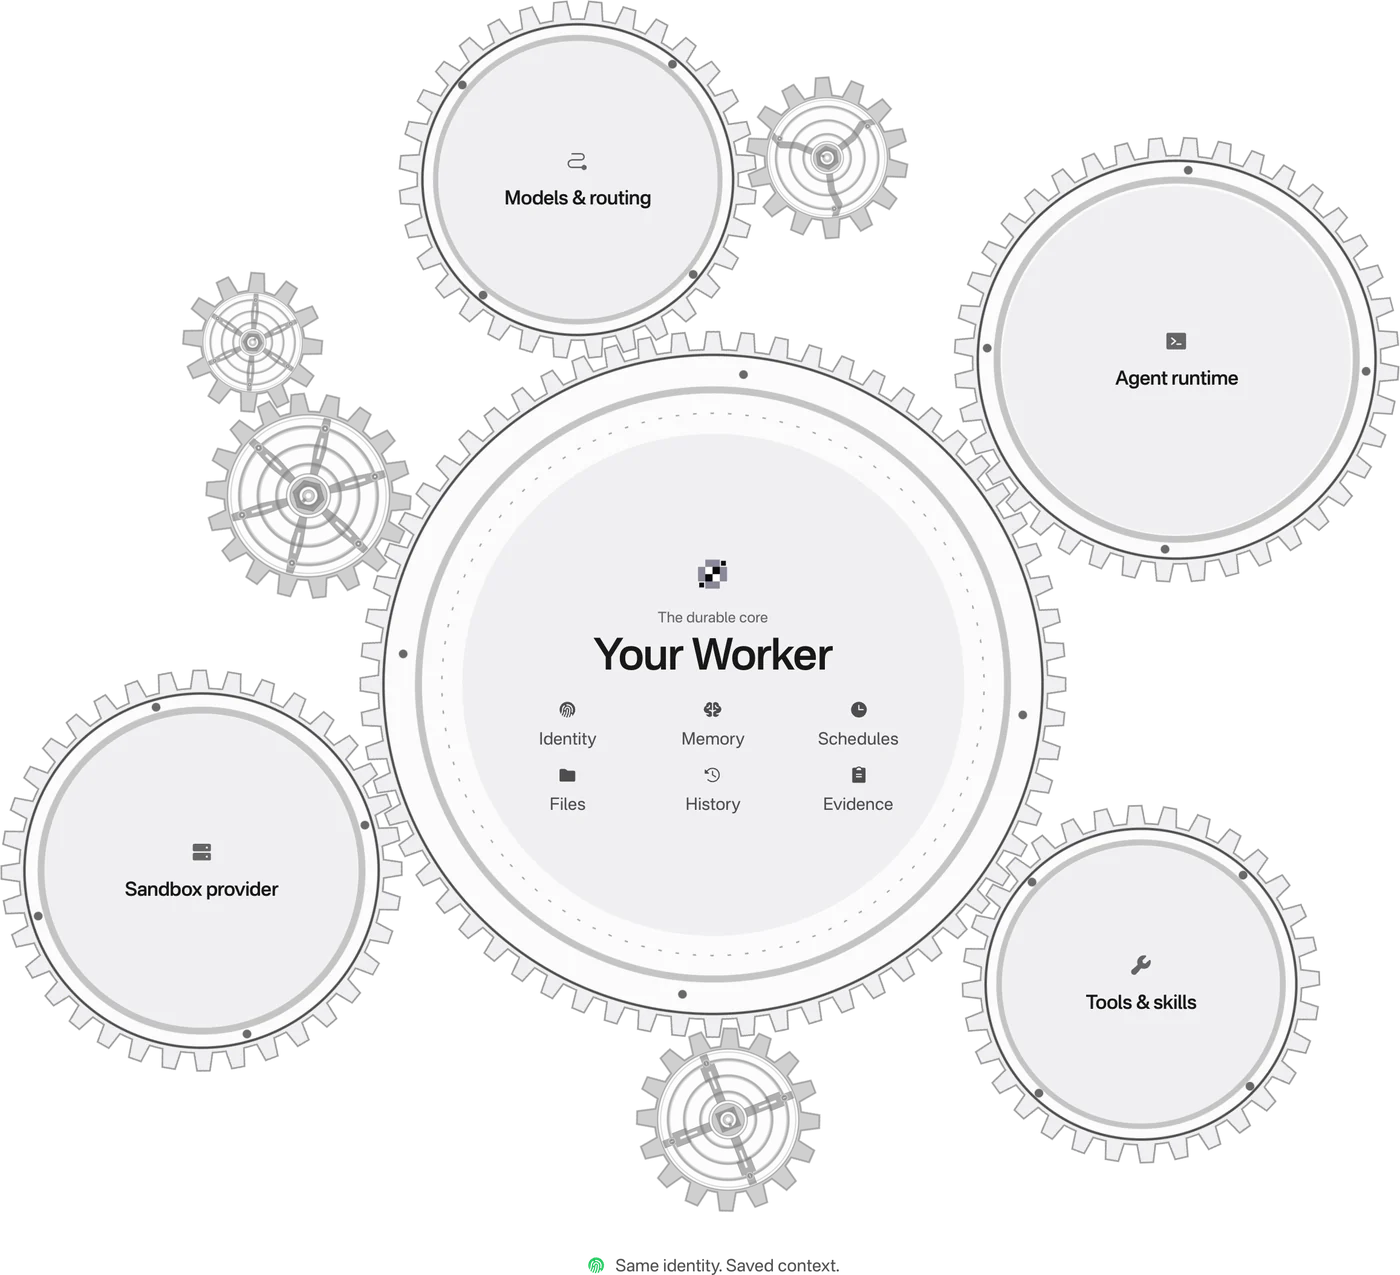 Models & routing
Agent runtime
The durable core
Your Worker
Identity
Memory
Schedules
Files
History
Evidence
Sandbox provider
Tools & skills
Same identity. Saved context.